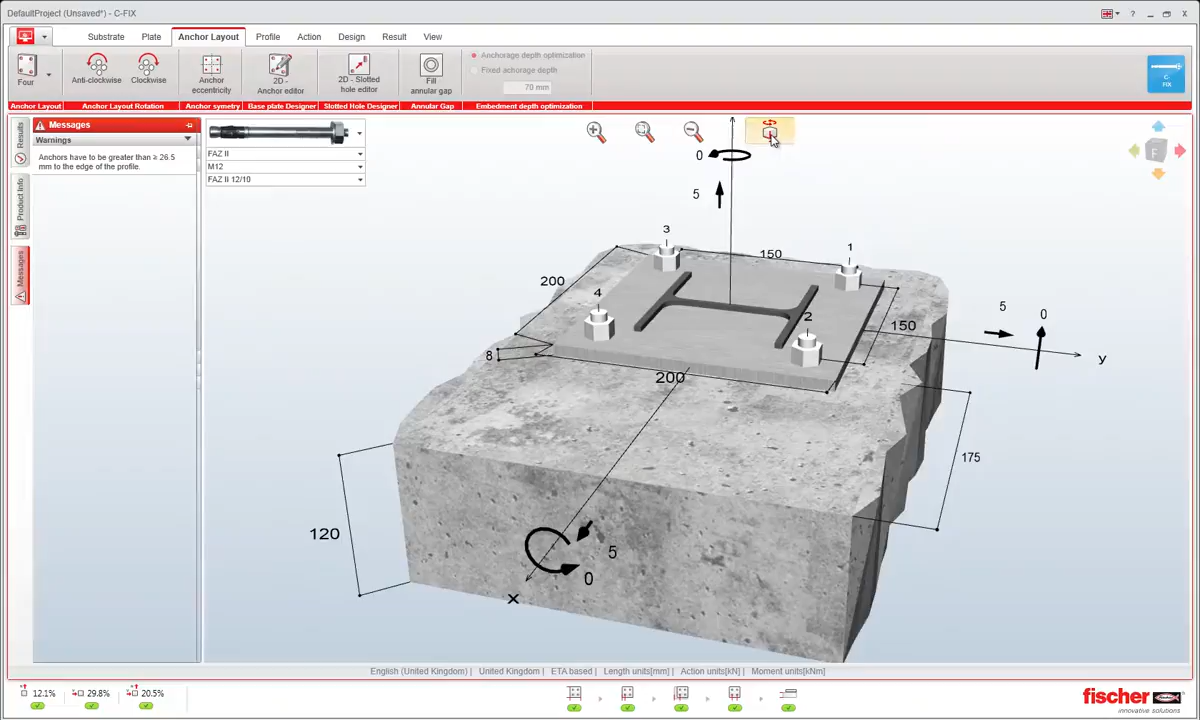 DefaultProject (Unsaved*) - C-FIX
Substrate Plate Anchor Layout Profile Action Design Result View
Four
Anti-clockwise
Clockwise
Anchor
eccentricity
2D -
Anchor editor
2D - Slotted
hole editor
Fill
annular gap
Anchorage depth optimization
Fixed achorage depth
70 mm
C-
FIX
Anchor Layout
Anchor Layout Rotation
Anchor symetry
Base plate Designer
Slotted Hole Designer
Annular Gap
Embedment depth optimization
Results
Product Info
Messages
Messages
Warnings
Anchors have to be greater than ≥ 26.5
mm to the edge of the profile.
FAZ II
M12
FAZ II 12/10
0
5
3
150
1
200
4
2
150
5
0
y
8
200
175
120
5
0
x
F
English (United Kingdom) | United Kingdom | ETA based | Length units[mm] | Action units[kN] | Moment units[kNm]
12.1%
29.8%
20.5%
fischer
innovative solutions